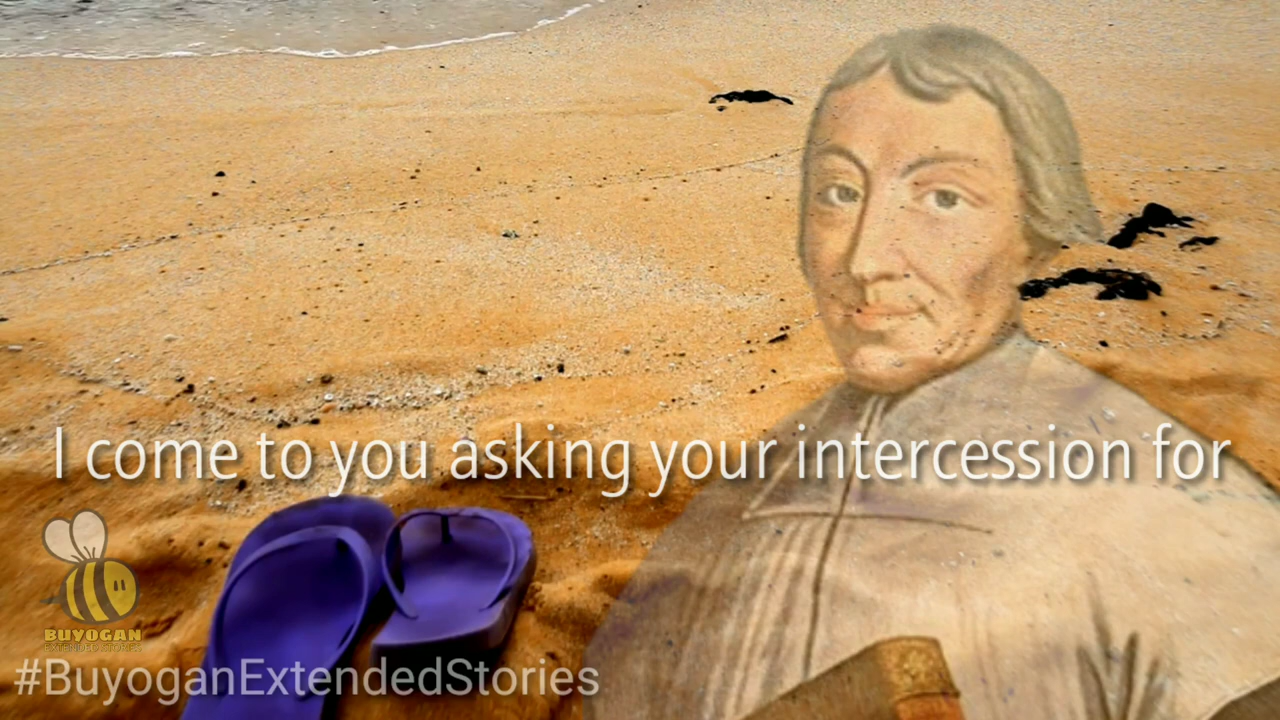 I come to you asking your intercession for
BUYOGAN
EXTENDED STORIES
#BuyoganExtendedStories